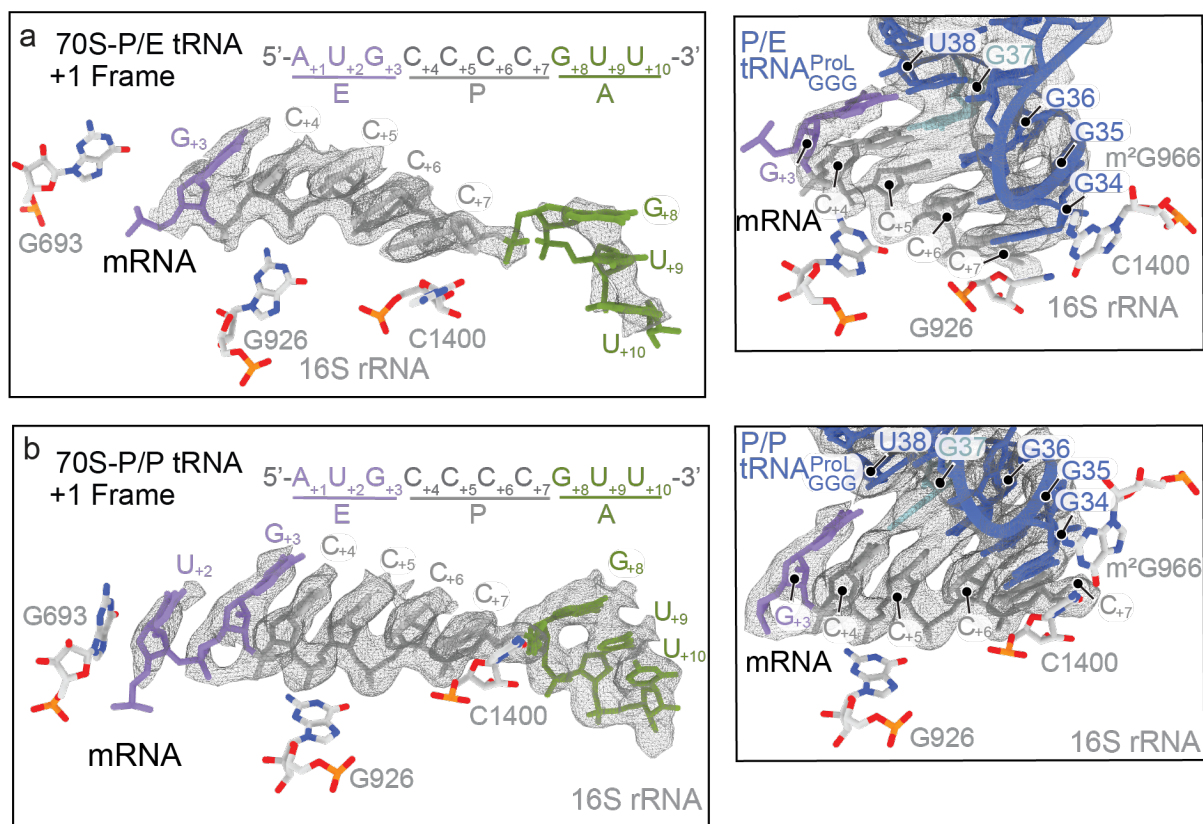 a
70S-P/E tRNA
+1 Frame
5'-A+1 U+2 G+3 C+4 C+5 C+6 C+7 G+8 U+9 U+10-3'
E P A
G+3
C+4
C+5
C+6
C+7
G+8
U+9
U+10
G693
mRNA
G926
C1400
16S rRNA
P/E
tRNA ProL GGG
U38
G37
G36
G35
m²G966
G34
G+3
mRNA
C+4
C+5
C+6
C+7
C1400
G926
16S rRNA
b
70S-P/P tRNA
+1 Frame
5'-A+1 U+2 G+3 C+4 C+5 C+6 C+7 G+8 U+9 U+10-3'
E P A
G+3
U+2
C+4
C+5
C+6
C+7
G+8
U+9
U+10
G693
mRNA
G926
C1400
16S rRNA
P/P
tRNA ProL GGG
U38
G37
G36
G35
G34
m²G966
G+3
C+4
C+5
C+6
C+7
mRNA
C1400
G926
16S rRNA